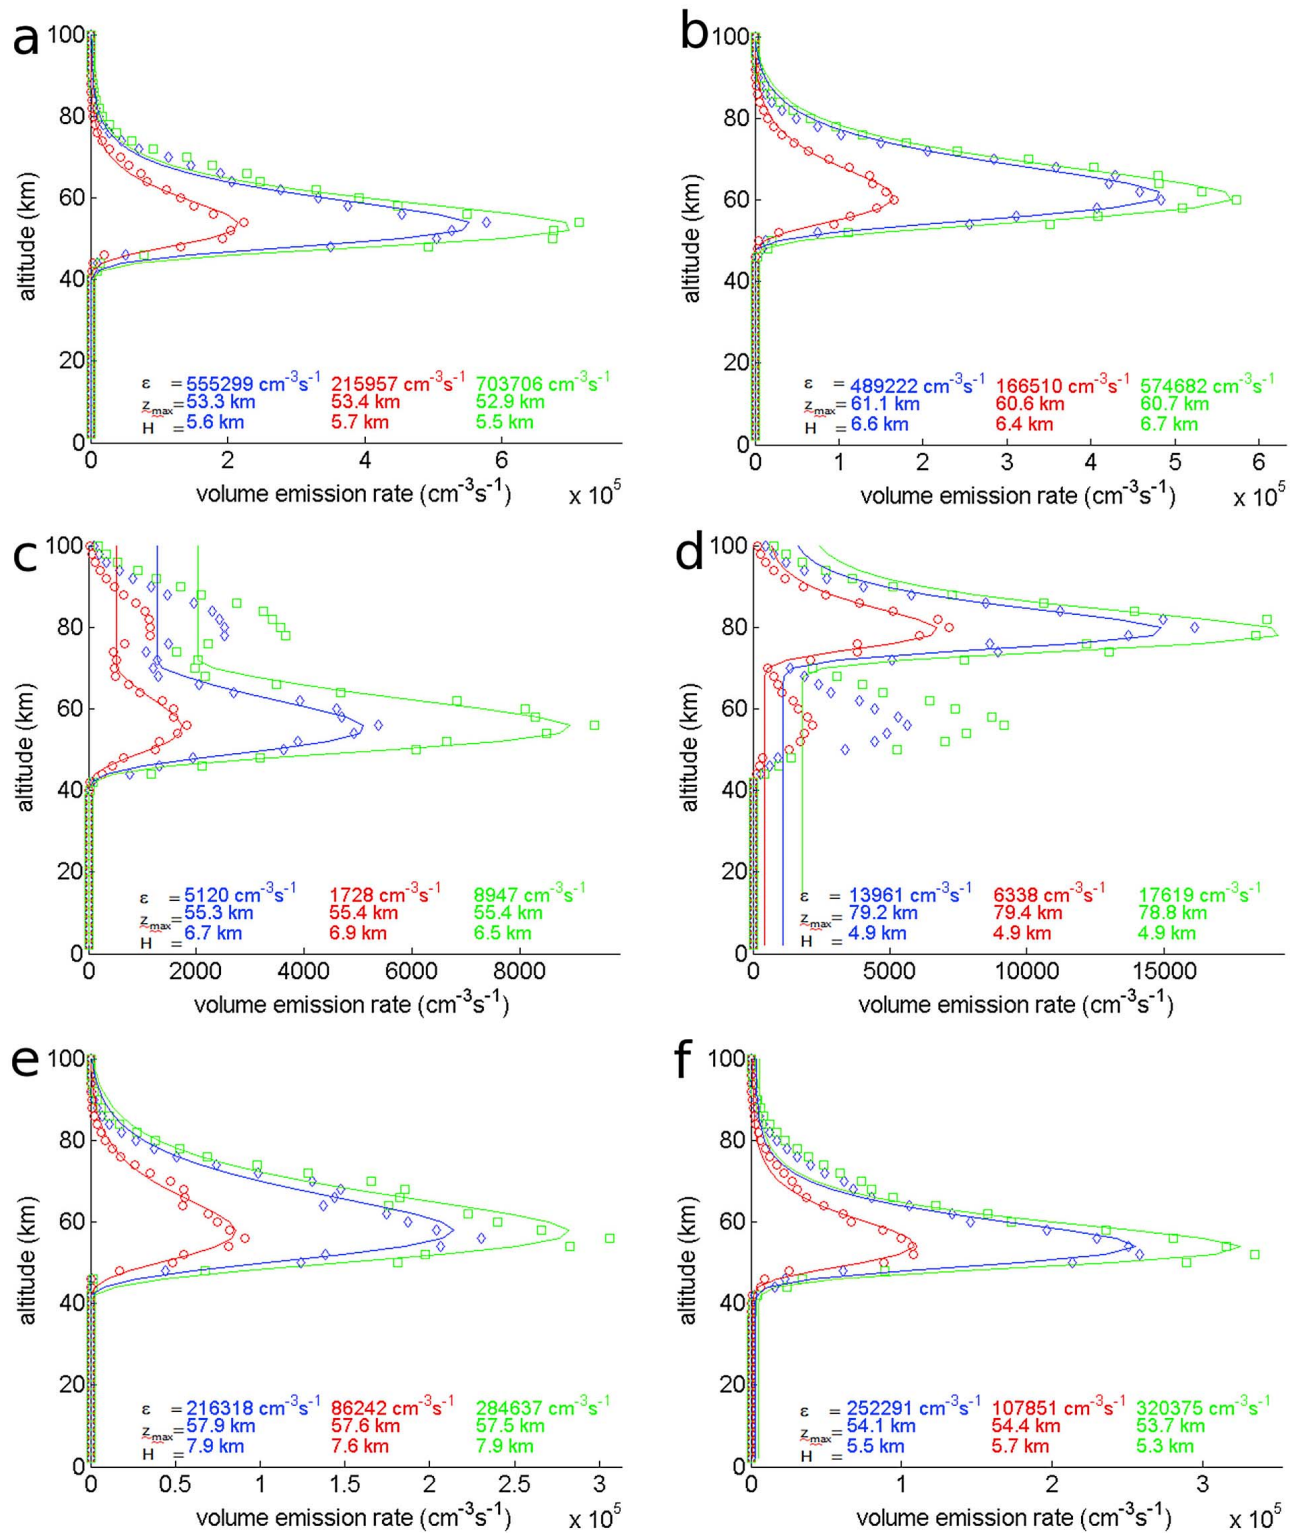 a
100
80
60
40
20
0
altitude (km)
ε = 555299 cm⁻³s⁻¹ 215957 cm⁻³s⁻¹ 703706 cm⁻³s⁻¹
z_max = 53.3 km 53.4 km 52.9 km
H = 5.6 km 5.7 km 5.5 km
0 2 4 6
volume emission rate (cm⁻³s⁻¹) x 10⁵
b
100
80
60
40
20
0
altitude (km)
ε = 489222 cm⁻³s⁻¹ 166510 cm⁻³s⁻¹ 574682 cm⁻³s⁻¹
z_max = 61.1 km 60.6 km 60.7 km
H = 6.6 km 6.4 km 6.7 km
0 1 2 3 4 5 6
volume emission rate (cm⁻³s⁻¹) x 10⁵
c
100
80
60
40
20
0
altitude (km)
ε = 5120 cm⁻³s⁻¹ 1728 cm⁻³s⁻¹ 8947 cm⁻³s⁻¹
z_max = 55.3 km 55.4 km 55.4 km
H = 6.7 km 6.9 km 6.5 km
0 2000 4000 6000 8000
volume emission rate (cm⁻³s⁻¹)
d
100
80
60
40
20
0
altitude (km)
ε = 13961 cm⁻³s⁻¹ 6338 cm⁻³s⁻¹ 17619 cm⁻³s⁻¹
z_max = 79.2 km 79.4 km 78.8 km
H = 4.9 km 4.9 km 4.9 km
0 5000 10000 15000
volume emission rate (cm⁻³s⁻¹)
e
100
80
60
40
20
0
altitude (km)
ε = 216318 cm⁻³s⁻¹ 86242 cm⁻³s⁻¹ 284637 cm⁻³s⁻¹
z_max = 57.9 km 57.6 km 57.5 km
H = 7.9 km 7.6 km 7.9 km
0 0.5 1 1.5 2 2.5 3
volume emission rate (cm⁻³s⁻¹) x 10⁵
f
100
80
60
40
20
0
altitude (km)
ε = 252291 cm⁻³s⁻¹ 107851 cm⁻³s⁻¹ 320375 cm⁻³s⁻¹
z_max = 54.1 km 54.4 km 53.7 km
H = 5.5 km 5.7 km 5.3 km
0 1 2 3
volume emission rate (cm⁻³s⁻¹) x 10⁵